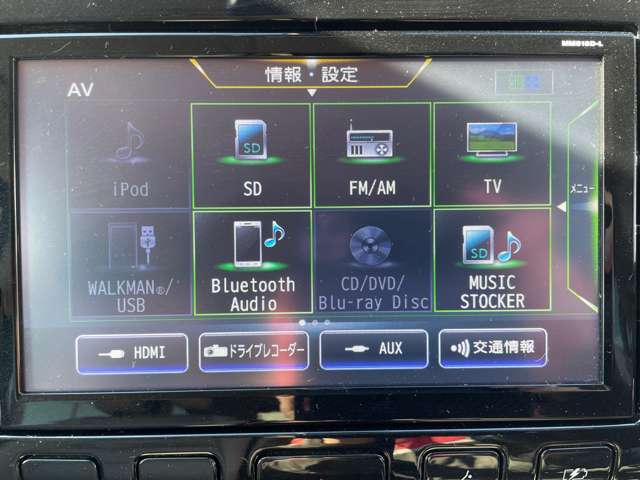 MM518D-L
情報・設定
AV
iPod
SD
SD
FM/AM
TV
メニュー
WALKMAN®/
USB
Bluetooth
Audio
CD/DVD/
Blu-ray Disc
SD
MUSIC
STOCKER
HDMI
ドライブレコーダー
AUX
交通情報